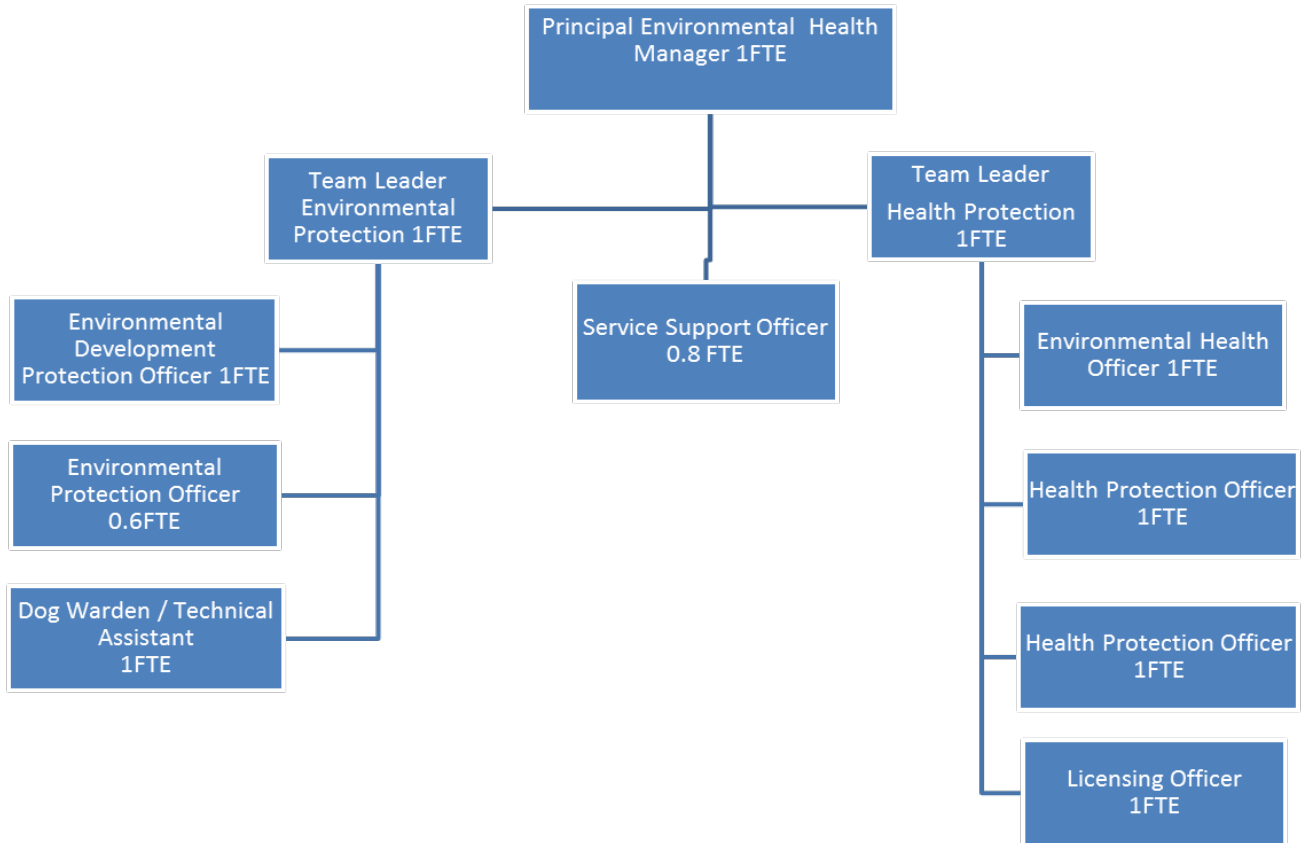 Principal Environmental Health
Manager 1FTE
Team Leader
Environmental
Protection 1FTE
Team Leader
Health Protection
1FTE
Service Support Officer
0.8 FTE
Environmental
Development
Protection Officer 1FTE
Environmental
Protection Officer
0.6FTE
Dog Warden / Technical
Assistant
1FTE
Environmental Health
Officer 1FTE
Health Protection Officer
1FTE
Health Protection Officer
1FTE
Licensing Officer
1FTE